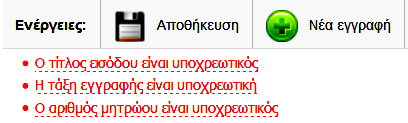 Ενέργειες: Αποθήκευση Νέα εγγραφή
Ο τίτλος εισόδου είναι υποχρεωτικός
Η τάξη εγγραφής είναι υποχρεωτική
Ο αριθμός μητρώου είναι υποχρεωτικός